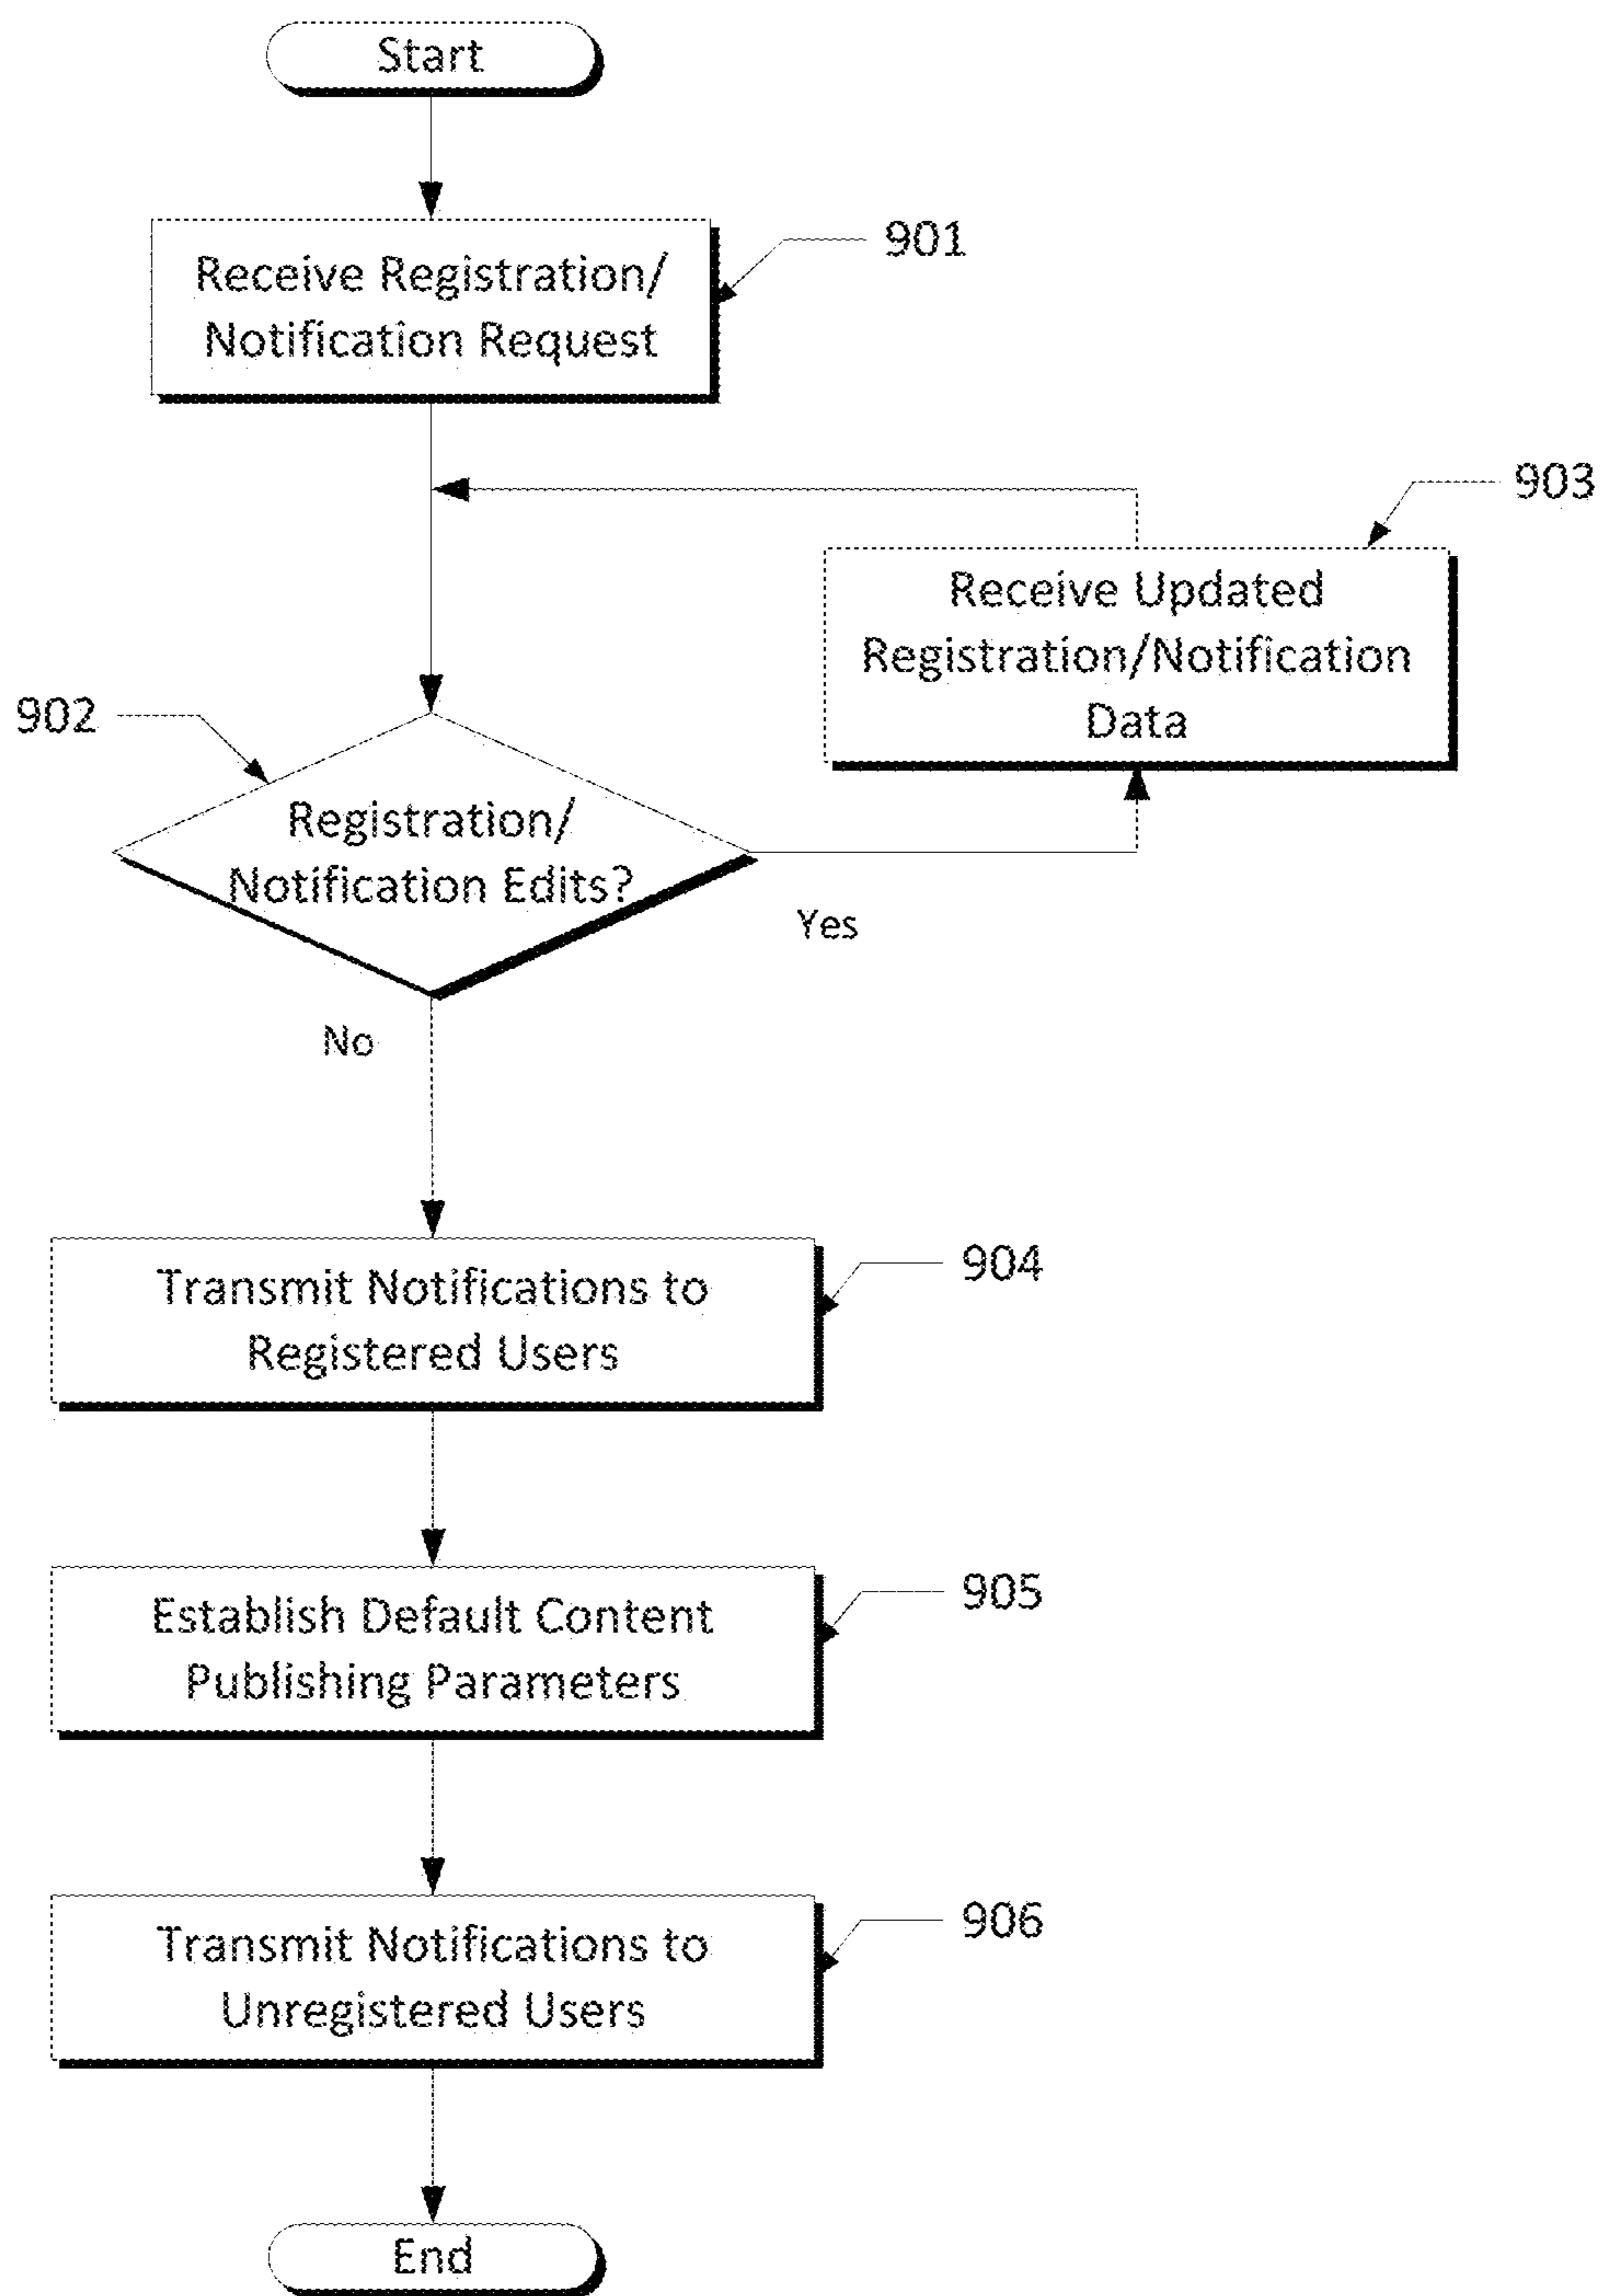 Start
Receive Registration/
Notification Request
901
903
Receive Updated
Registration/Notification
Data
902
Registration/
Notification Edits?
Yes
No
Transmit Notifications to
Registered Users
904
Establish Default Content
Publishing Parameters
905
Transmit Notifications to
Unregistered Users
906
End